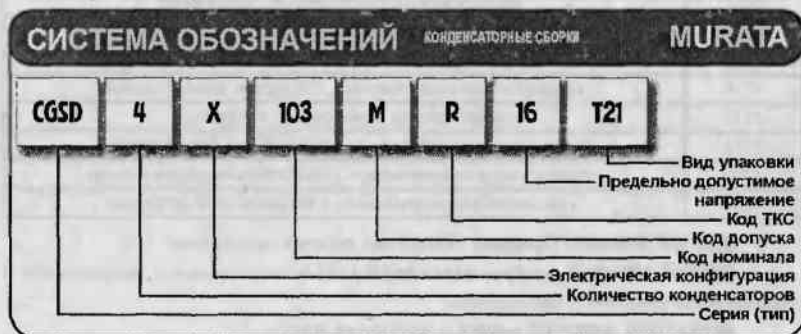 СИСТЕМА ОБОЗНАЧЕНИЙ КОНДЕНСАТОРНЫЕ СБОРКИ MURATA
CGSD 4 X 103 M R 16 T21
Вид упаковки
Предельно допустимое
напряжение
Код ТКС
Код допуска
Код номинала
Электрическая конфигурация
Количество конденсаторов
Серия (тип)